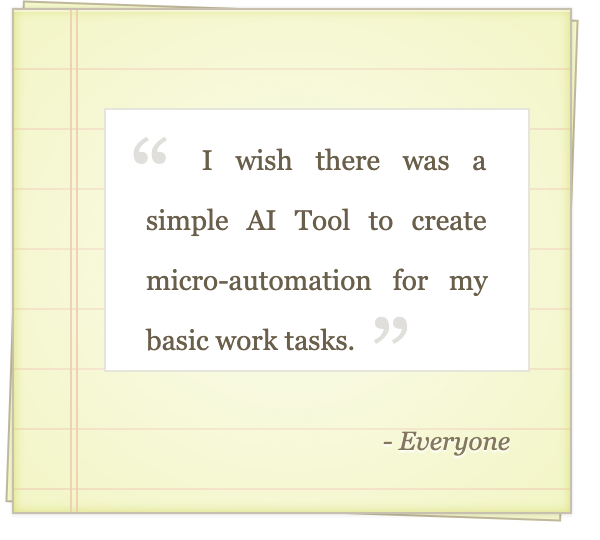 “ I wish there was a
simple AI Tool to create
micro-automation for my
basic work tasks. ”
- Everyone